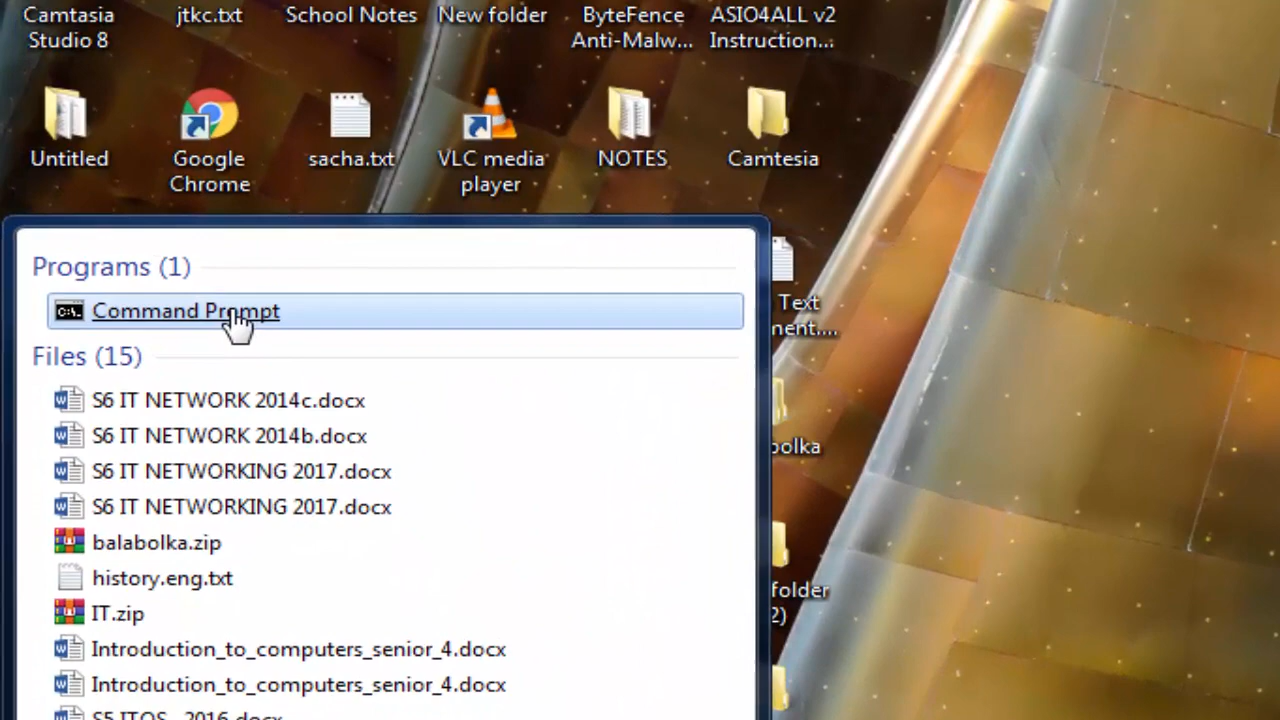 Camtasia
Studio 8
jtkc.txt
School Notes
New folder
ByteFence
Anti-Malw...
ASIO4ALL v2
Instruction...
Untitled
Google
Chrome
sacha.txt
VLC media
player
NOTES
Camtesia
Programs (1)
C:\.
Command Prompt
Files (15)
S6 IT NETWORK 2014c.docx
S6 IT NETWORK 2014b.docx
S6 IT NETWORKING 2017.docx
S6 IT NETWORKING 2017.docx
balabolka.zip
history.eng.txt
IT.zip
Introduction_to_computers_senior_4.docx
Introduction_to_computers_senior_4.docx
S5 ITOS 2016.docx
Text
ment....
bolka
folder
2)